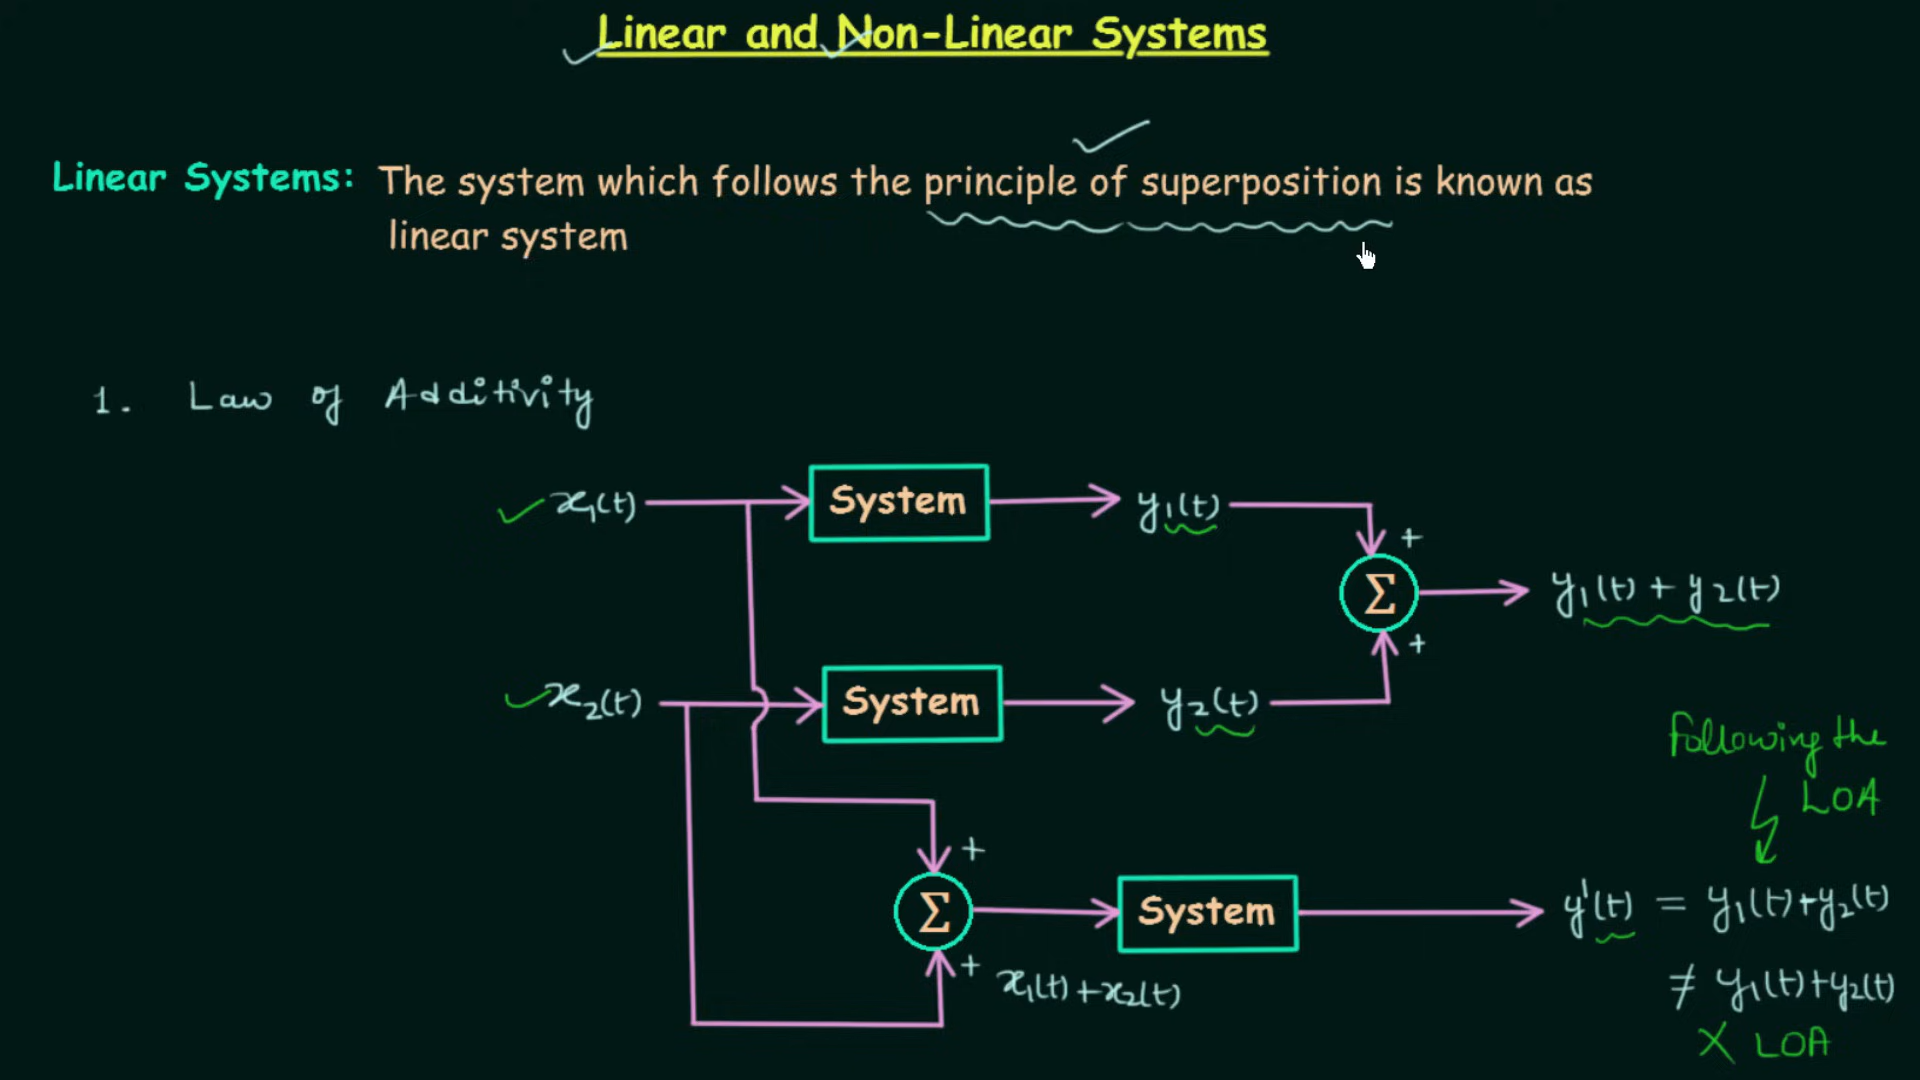 Linear and Non-Linear Systems
Linear Systems: The system which follows the principle of superposition is known as
linear system
1. Law of Additivity
x₁(t) System y₁(t) +
Σ y₁(t) + y₂(t)
+
x₂(t) System y₂(t)
Following the
LOA
+
Σ System y'(t) = y₁(t)+y₂(t)
+ x₁(t)+x₂(t) ≠ y₁(t)+y₂(t)
X LOA